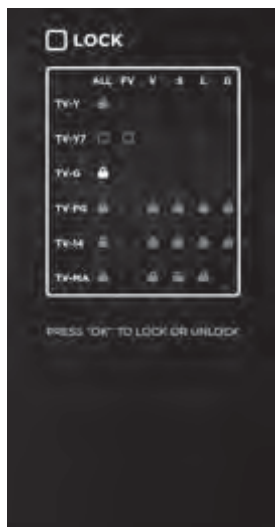 LOCK
ALL FV V S L D
TV-Y
TV-Y7
TV-G
TV-PG
TV-14
TV-MA
PRESS "OK" TO LOCK OR UNLOCK